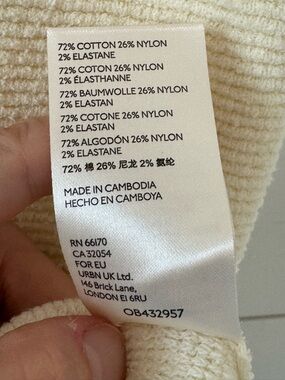 72% COTTON 26% NYLON
2% ELASTANE
72% COTON 26% NYLON
2% ÉLASTHANNE
72% BAUMWOLLE 26% NYLON
2% ELASTAN
72% COTONE 26% NYLON
2% ELASTAN
72% ALGODÓN 26% NYLON
2% ELASTANE
72% 棉 26% 尼龙 2% 氨纶
MADE IN CAMBODIA
HECHO EN CAMBOYA
RN 66170
CA 32054
FOR EU
URBN UK Ltd.
146 Brick Lane,
LONDON E1 6RU
OB432957